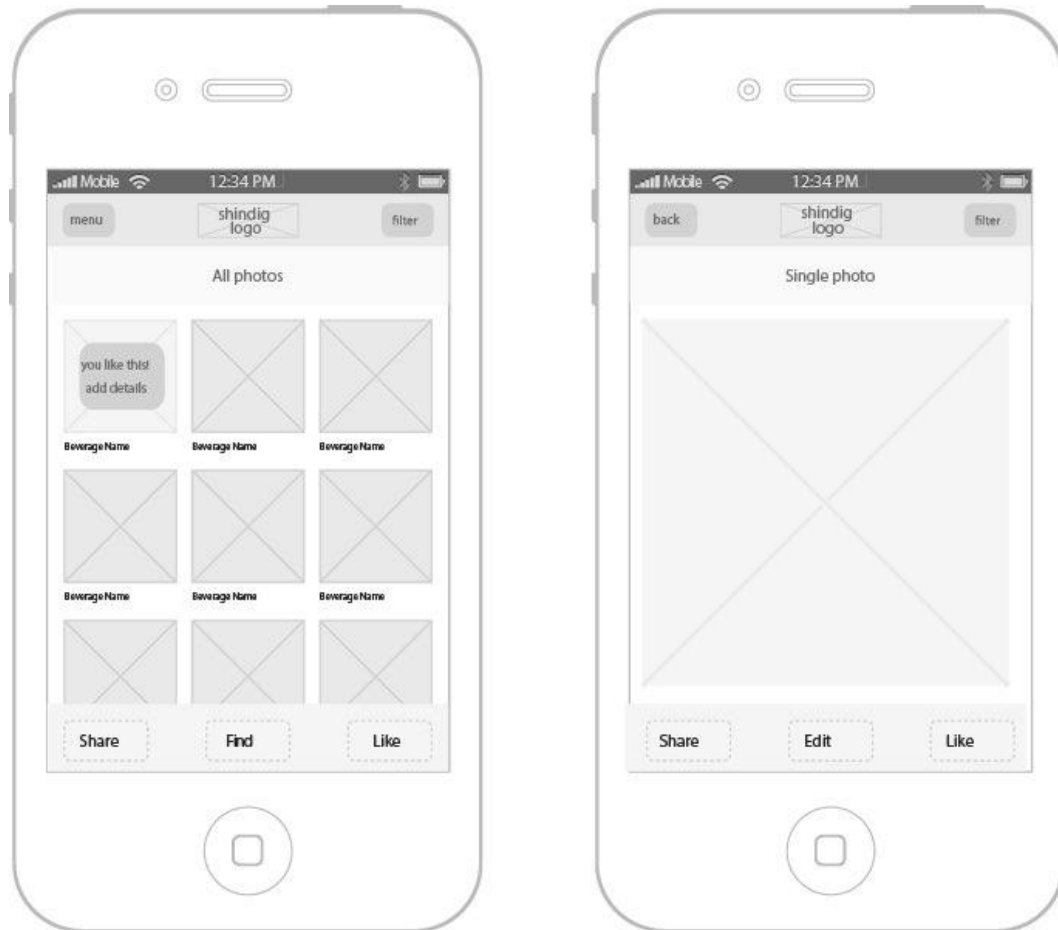 Mobile 12:34 PM
menu shindig logo filter
All photos
you like this!
add details
Beverage Name Beverage Name Beverage Name
Beverage Name Beverage Name Beverage Name
Share Find Like
Mobile 12:34 PM
back shindig logo filter
Single photo
Share Edit Like